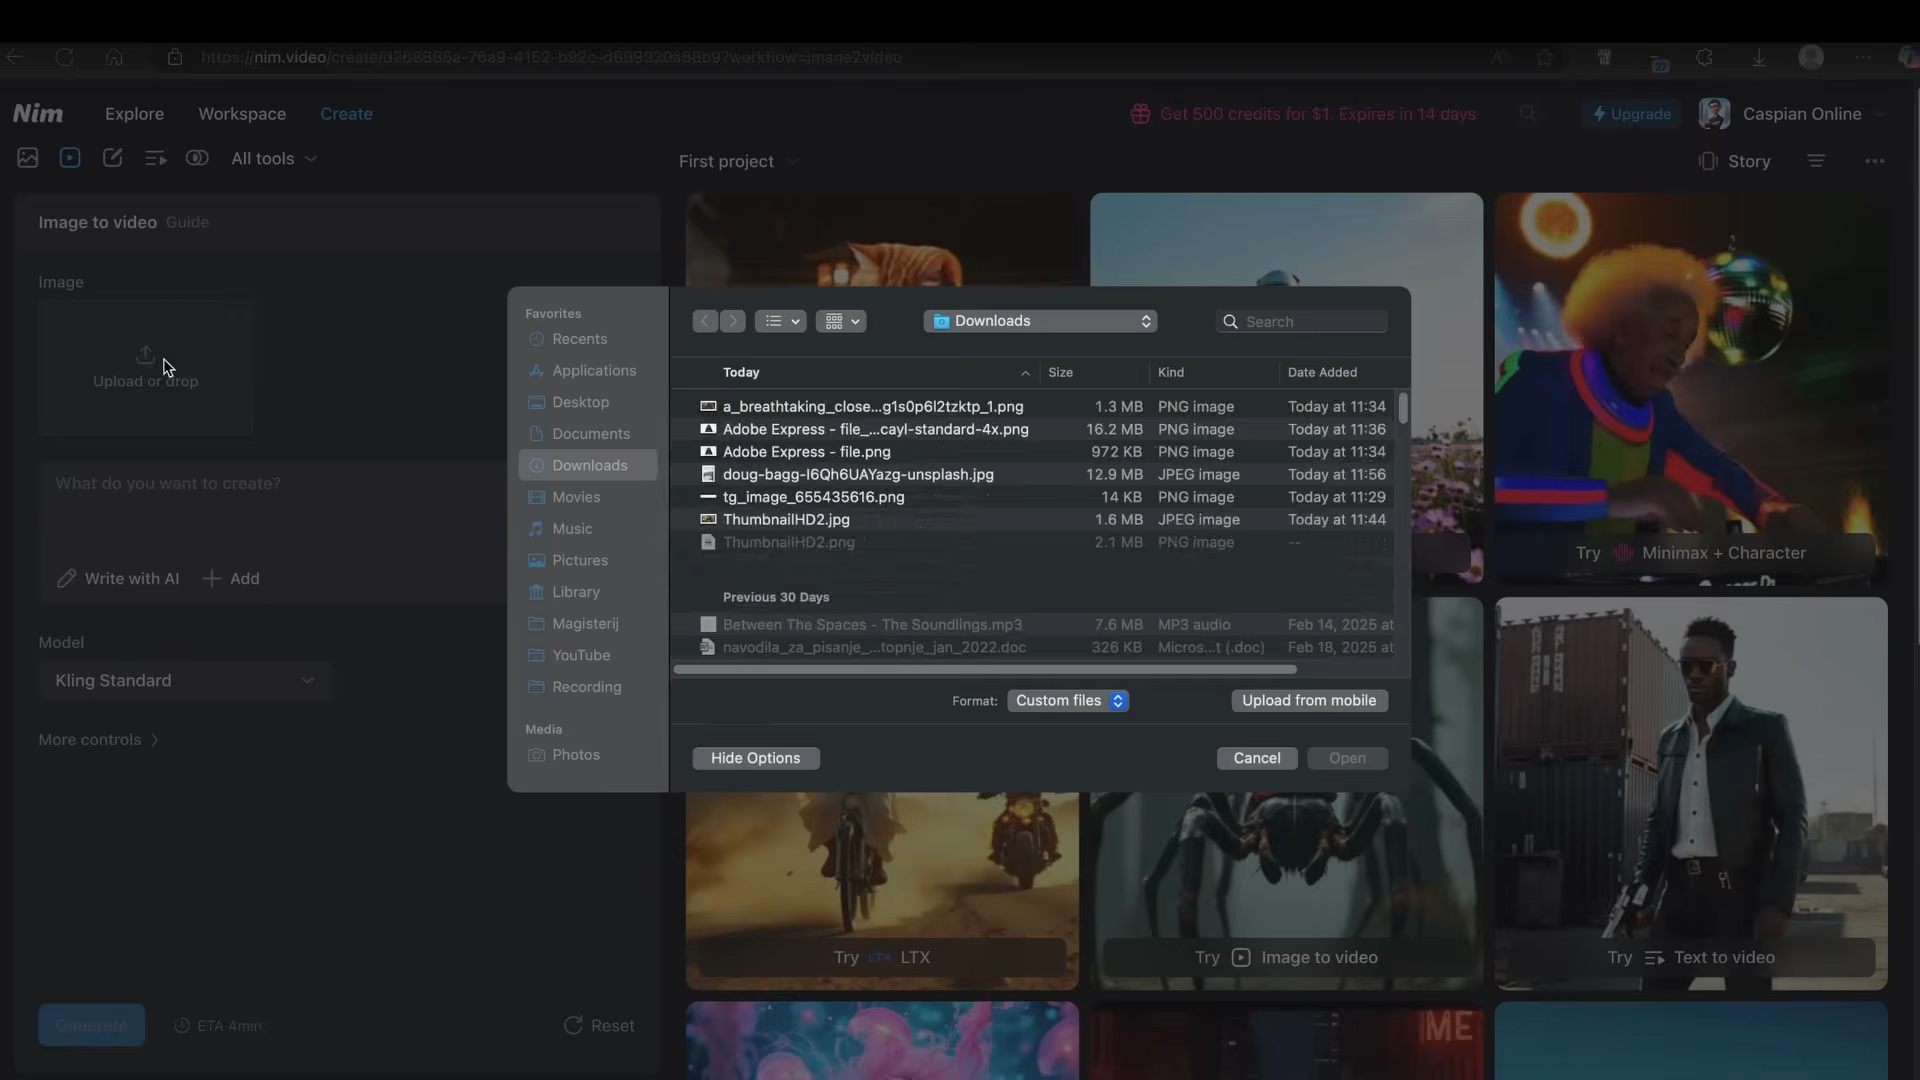 https://nim.video/create/
Nim
Explore
Workspace
Create
Get 500 credits for $1. Expires in 14 days
Upgrade
Caspian Online
All tools
First project
Story
Image to video Guide
Image
Upload or drop
What do you want to create?
Write with AI
Add
Model
Kling Standard
More controls
Generate
ETA 4min
Reset
Favorites
Recents
Applications
Desktop
Documents
Downloads
Movies
Music
Pictures
Library
Magisterij
YouTube
Recording
Media
Photos
Downloads
Search
Today Size Kind Date Added
a_breathtaking_close...g1s0p6l2tzktp_1.png 1.3 MB PNG image Today at 11:34
Adobe Express - file_...cayl-standard-4x.png 16.2 MB PNG image Today at 11:36
Adobe Express - file.png 972 KB PNG image Today at 11:34
doug-bagg-I6Qh6UAYazg-unsplash.jpg 12.9 MB JPEG image Today at 11:56
tg_image_655435616.png 14 KB PNG image Today at 11:29
ThumbnailHD2.jpg 1.6 MB JPEG image Today at 11:44
ThumbnailHD2.png 2.1 MB PNG image --
Previous 30 Days
Between The Spaces - The Soundlings.mp3 7.6 MB MP3 audio Feb 14, 2025 at
navodila_za_pisanje_...topnje_jan_2022.doc 326 KB Micros...t (.doc) Feb 18, 2025 at
Format: Custom files
Upload from mobile
Hide Options
Cancel
Open
Try Minimax + Character
Try LTX LTX
Try Image to video
Try Text to video
ME